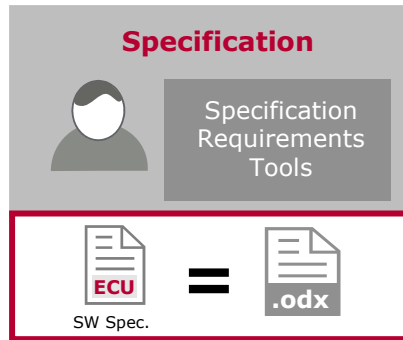 Specification
Specification
Requirements
Tools
ECU
=
.odx
SW Spec.